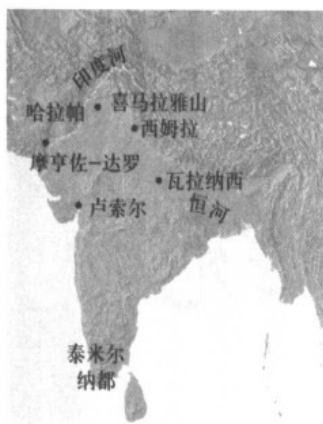 印度河
哈拉帕
喜马拉雅山
西姆拉
摩亨佐-达罗
瓦拉纳西
恒河
卢索尔
泰米尔
纳都